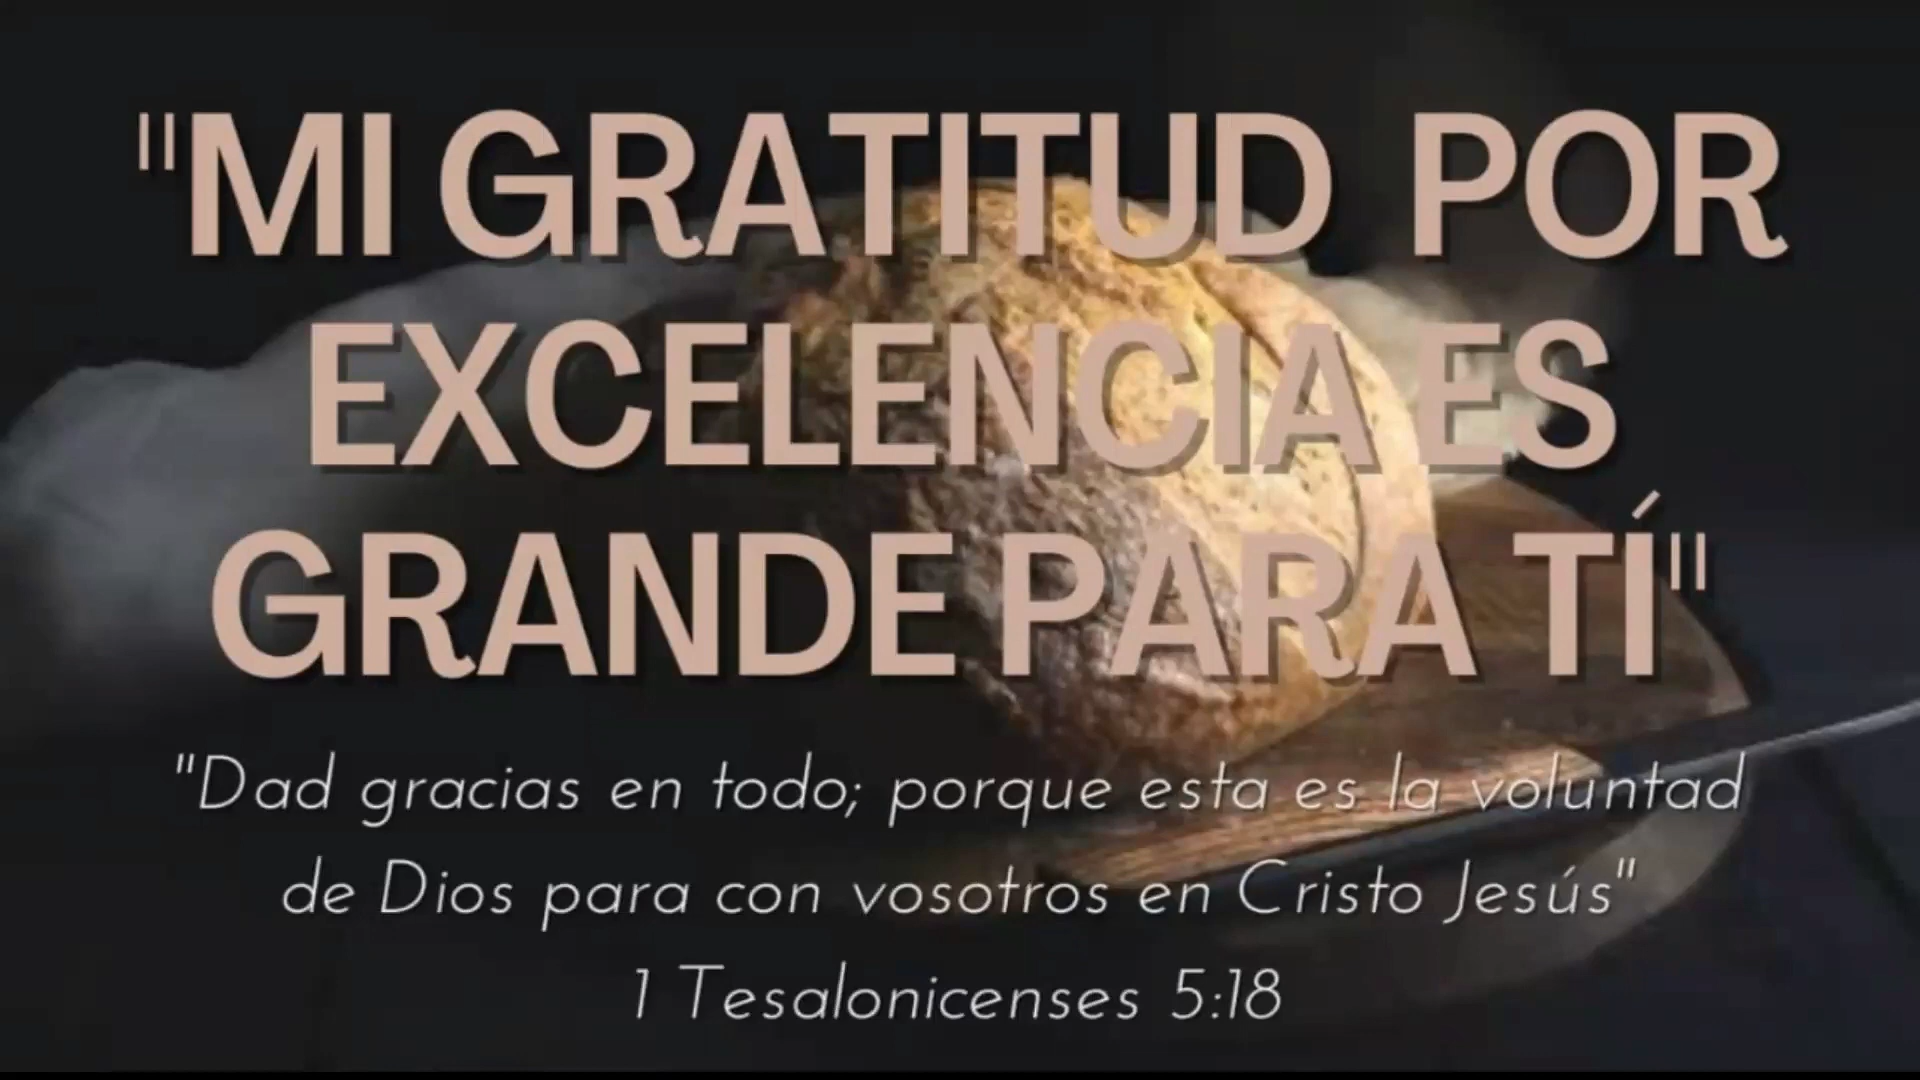 "MI GRATITUD POR
EXCELENCIA ES
GRANDE PARA TÍ"
"Dad gracias en todo; porque esta es la voluntad
de Dios para con vosotros en Cristo Jesús"
1 Tesalonicenses 5:18